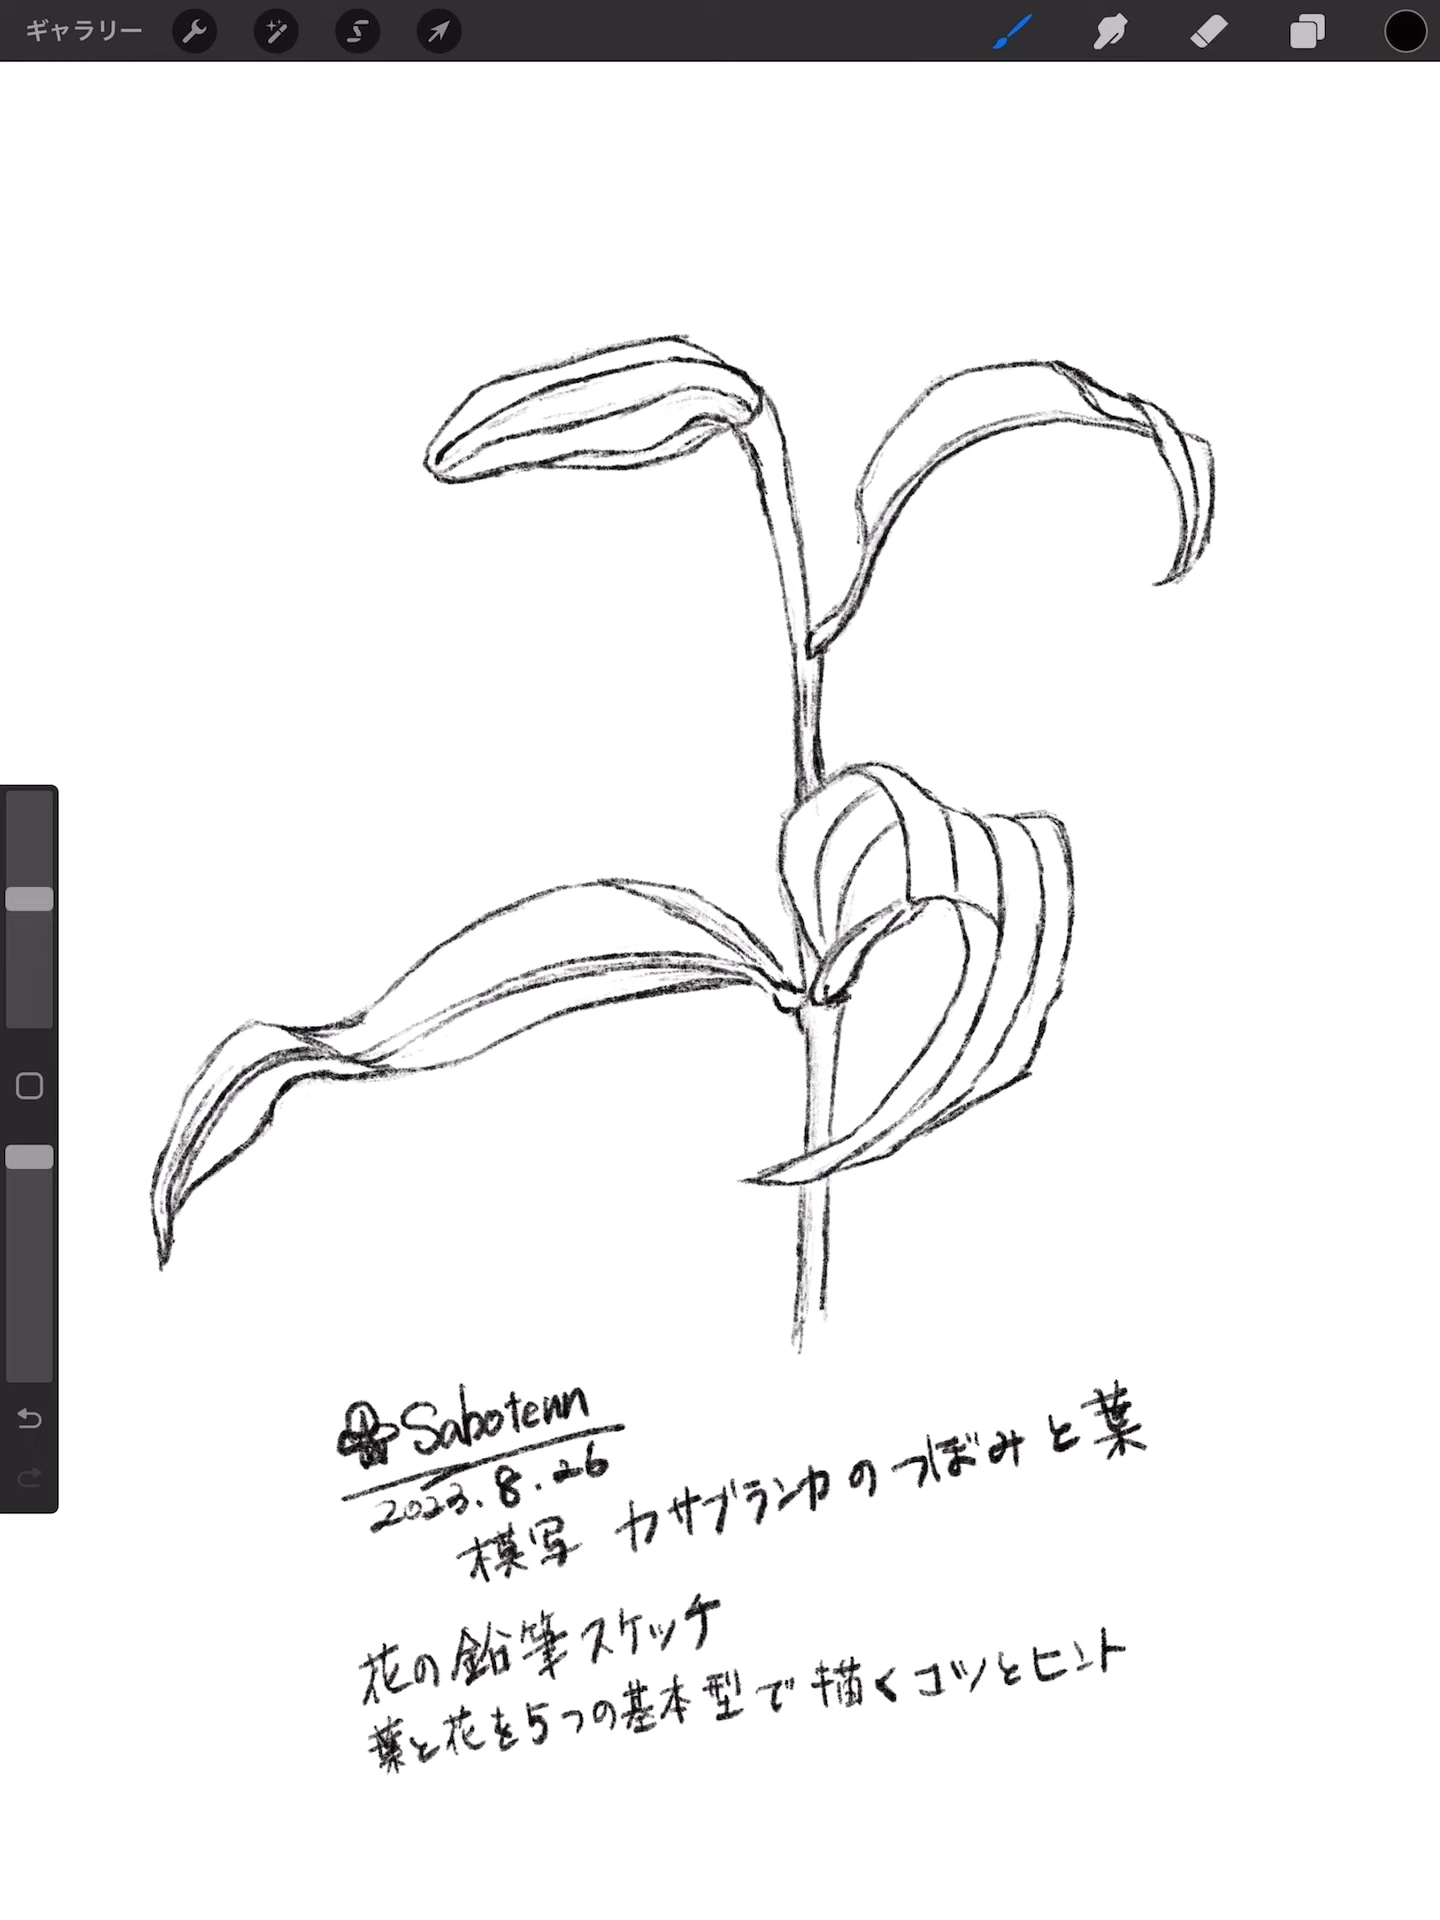 ギャラリー
Sabotenn
2023.8.26
模写 カサブランカのつぼみと葉
花の鉛筆スケッチ
葉と花を5つの基本型で描くコツとヒント